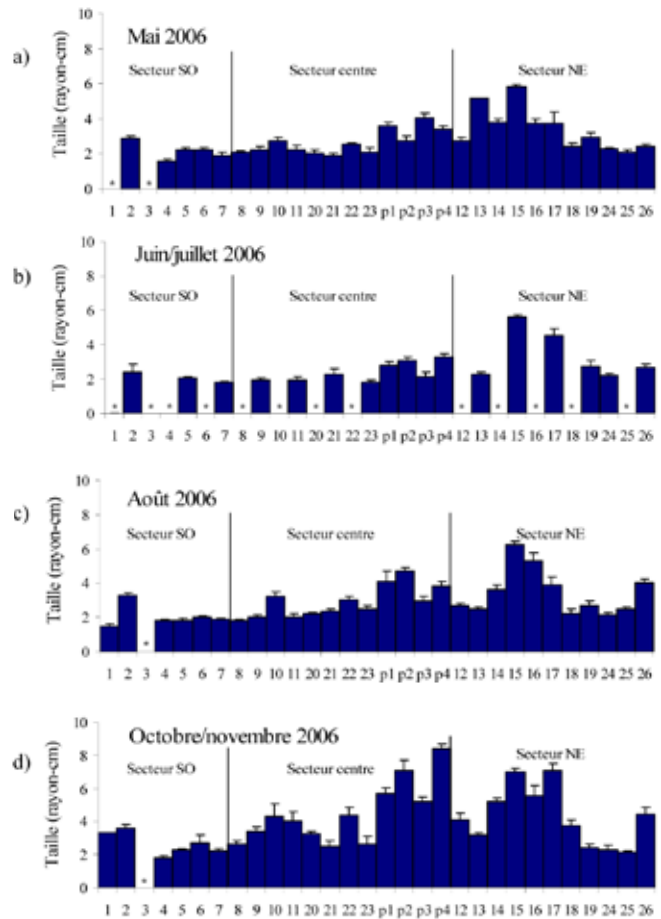 a)
Mai 2006
Secteur SO Secteur centre Secteur NE
Taille (rayon-cm)
10
8
6
4
2
0
* *
1 2 3 4 5 6 7 8 9 10 11 20 21 22 23 p1 p2 p3 p4 12 13 14 15 16 17 18 19 24 25 26
b)
Juin/juillet 2006
Secteur SO Secteur centre Secteur NE
Taille (rayon-cm)
10
8
6
4
2
0
* * * * * * * * * * * * *
1 2 3 4 5 6 7 8 9 10 11 20 21 22 23 p1 p2 p3 p4 12 13 14 15 16 17 18 19 24 25 26
c)
Août 2006
Secteur SO Secteur centre Secteur NE
Taille (rayon-cm)
10
8
6
4
2
0
*
1 2 3 4 5 6 7 8 9 10 11 20 21 22 23 p1 p2 p3 p4 12 13 14 15 16 17 18 19 24 25 26
d)
Octobre/novembre 2006
Secteur SO Secteur centre Secteur NE
Taille (rayon-cm)
10
8
6
4
2
0
*
1 2 3 4 5 6 7 8 9 10 11 20 21 22 23 p1 p2 p3 p4 12 13 14 15 16 17 18 19 24 25 26